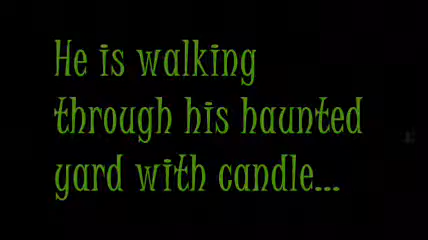 He is walking
through his haunted
yard with candle...